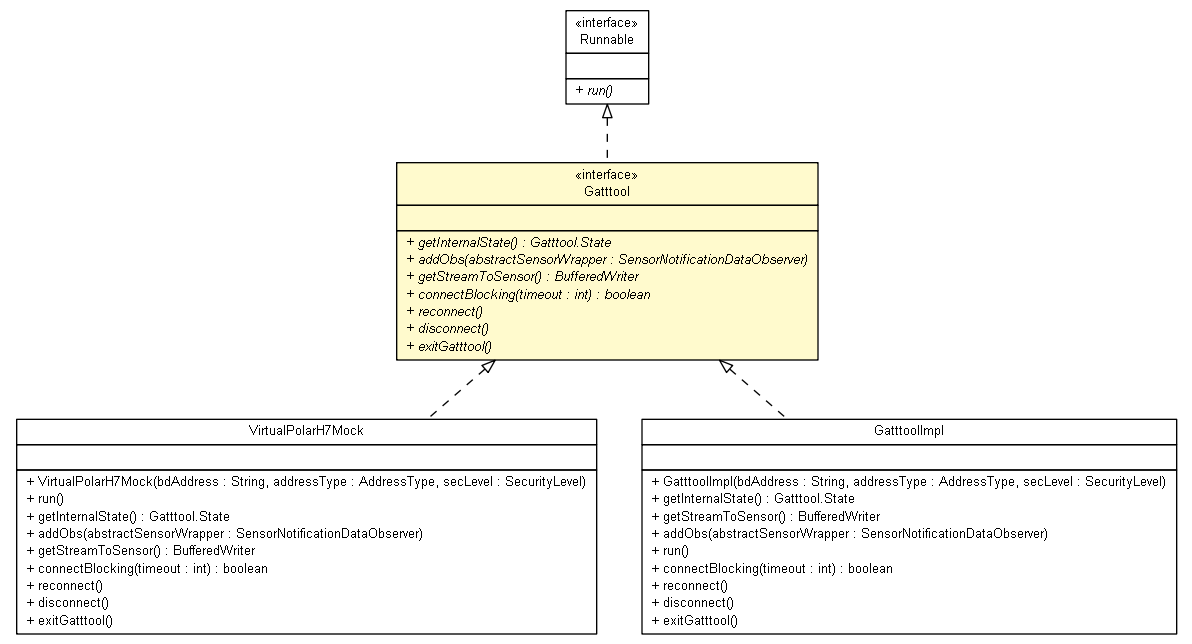 «interface»
Runnable
+ run()
«interface»
Gatttool
+ getInternalState() : Gatttool.State
+ addObs(abstractSensorWrapper : SensorNotificationDataObserver)
+ getStreamToSensor() : BufferedWriter
+ connectBlocking(timeout : int) : boolean
+ reconnect()
+ disconnect()
+ exitGatttool()
VirtualPolarH7Mock
+ VirtualPolarH7Mock(bdAddress : String, addressType : AddressType, secLevel : SecurityLevel)
+ run()
+ getInternalState() : Gatttool.State
+ addObs(abstractSensorWrapper : SensorNotificationDataObserver)
+ getStreamToSensor() : BufferedWriter
+ connectBlocking(timeout : int) : boolean
+ reconnect()
+ disconnect()
+ exitGatttool()
GatttoolImpl
+ GatttoolImpl(bdAddress : String, addressType : AddressType, secLevel : SecurityLevel)
+ getInternalState() : Gatttool.State
+ getStreamToSensor() : BufferedWriter
+ addObs(abstractSensorWrapper : SensorNotificationDataObserver)
+ run()
+ connectBlocking(timeout : int) : boolean
+ reconnect()
+ disconnect()
+ exitGatttool()